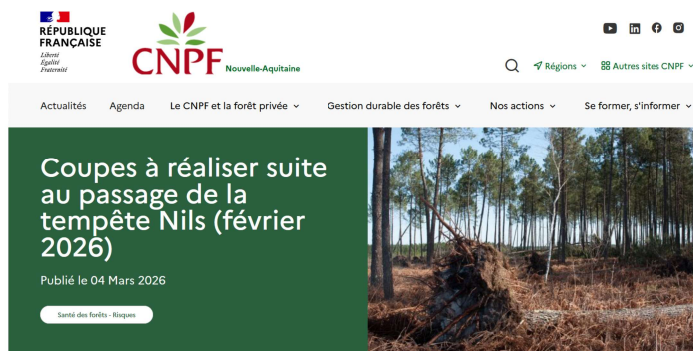 RÉPUBLIQUE
FRANÇAISE
Liberté
Égalité
Fraternité
CNPF
Nouvelle-Aquitaine
Régions
Autres sites CNPF
Actualités
Agenda
Le CNPF et la forêt privée
Gestion durable des forêts
Nos actions
Se former, s'informer
Coupes à réaliser suite
au passage de la
tempête Nils (février
2026)
Publié le 04 Mars 2026
Santé des forêts - Risques